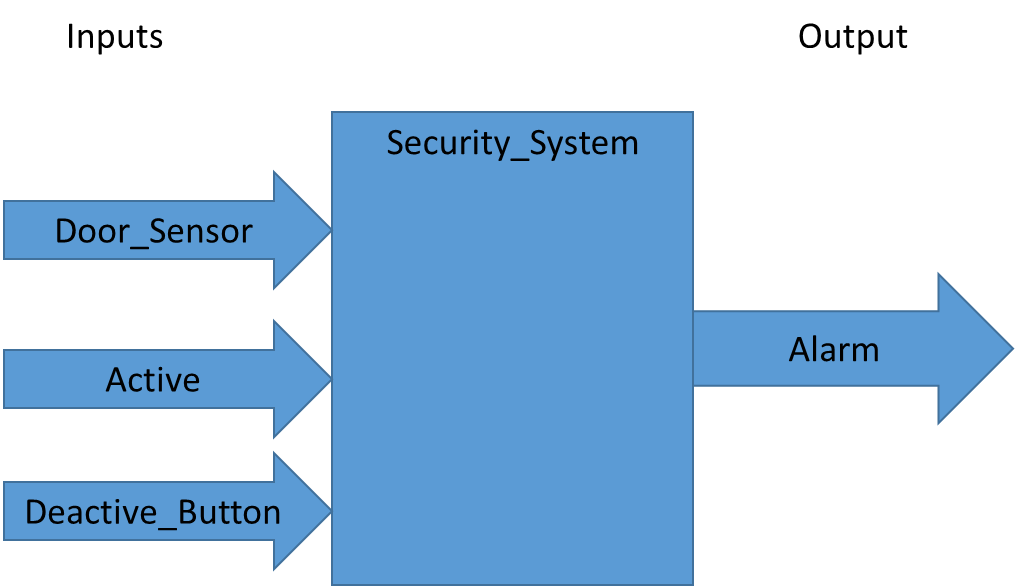 Inputs
Output
Security_System
Door_Sensor
Active
Alarm
Deactive_Button